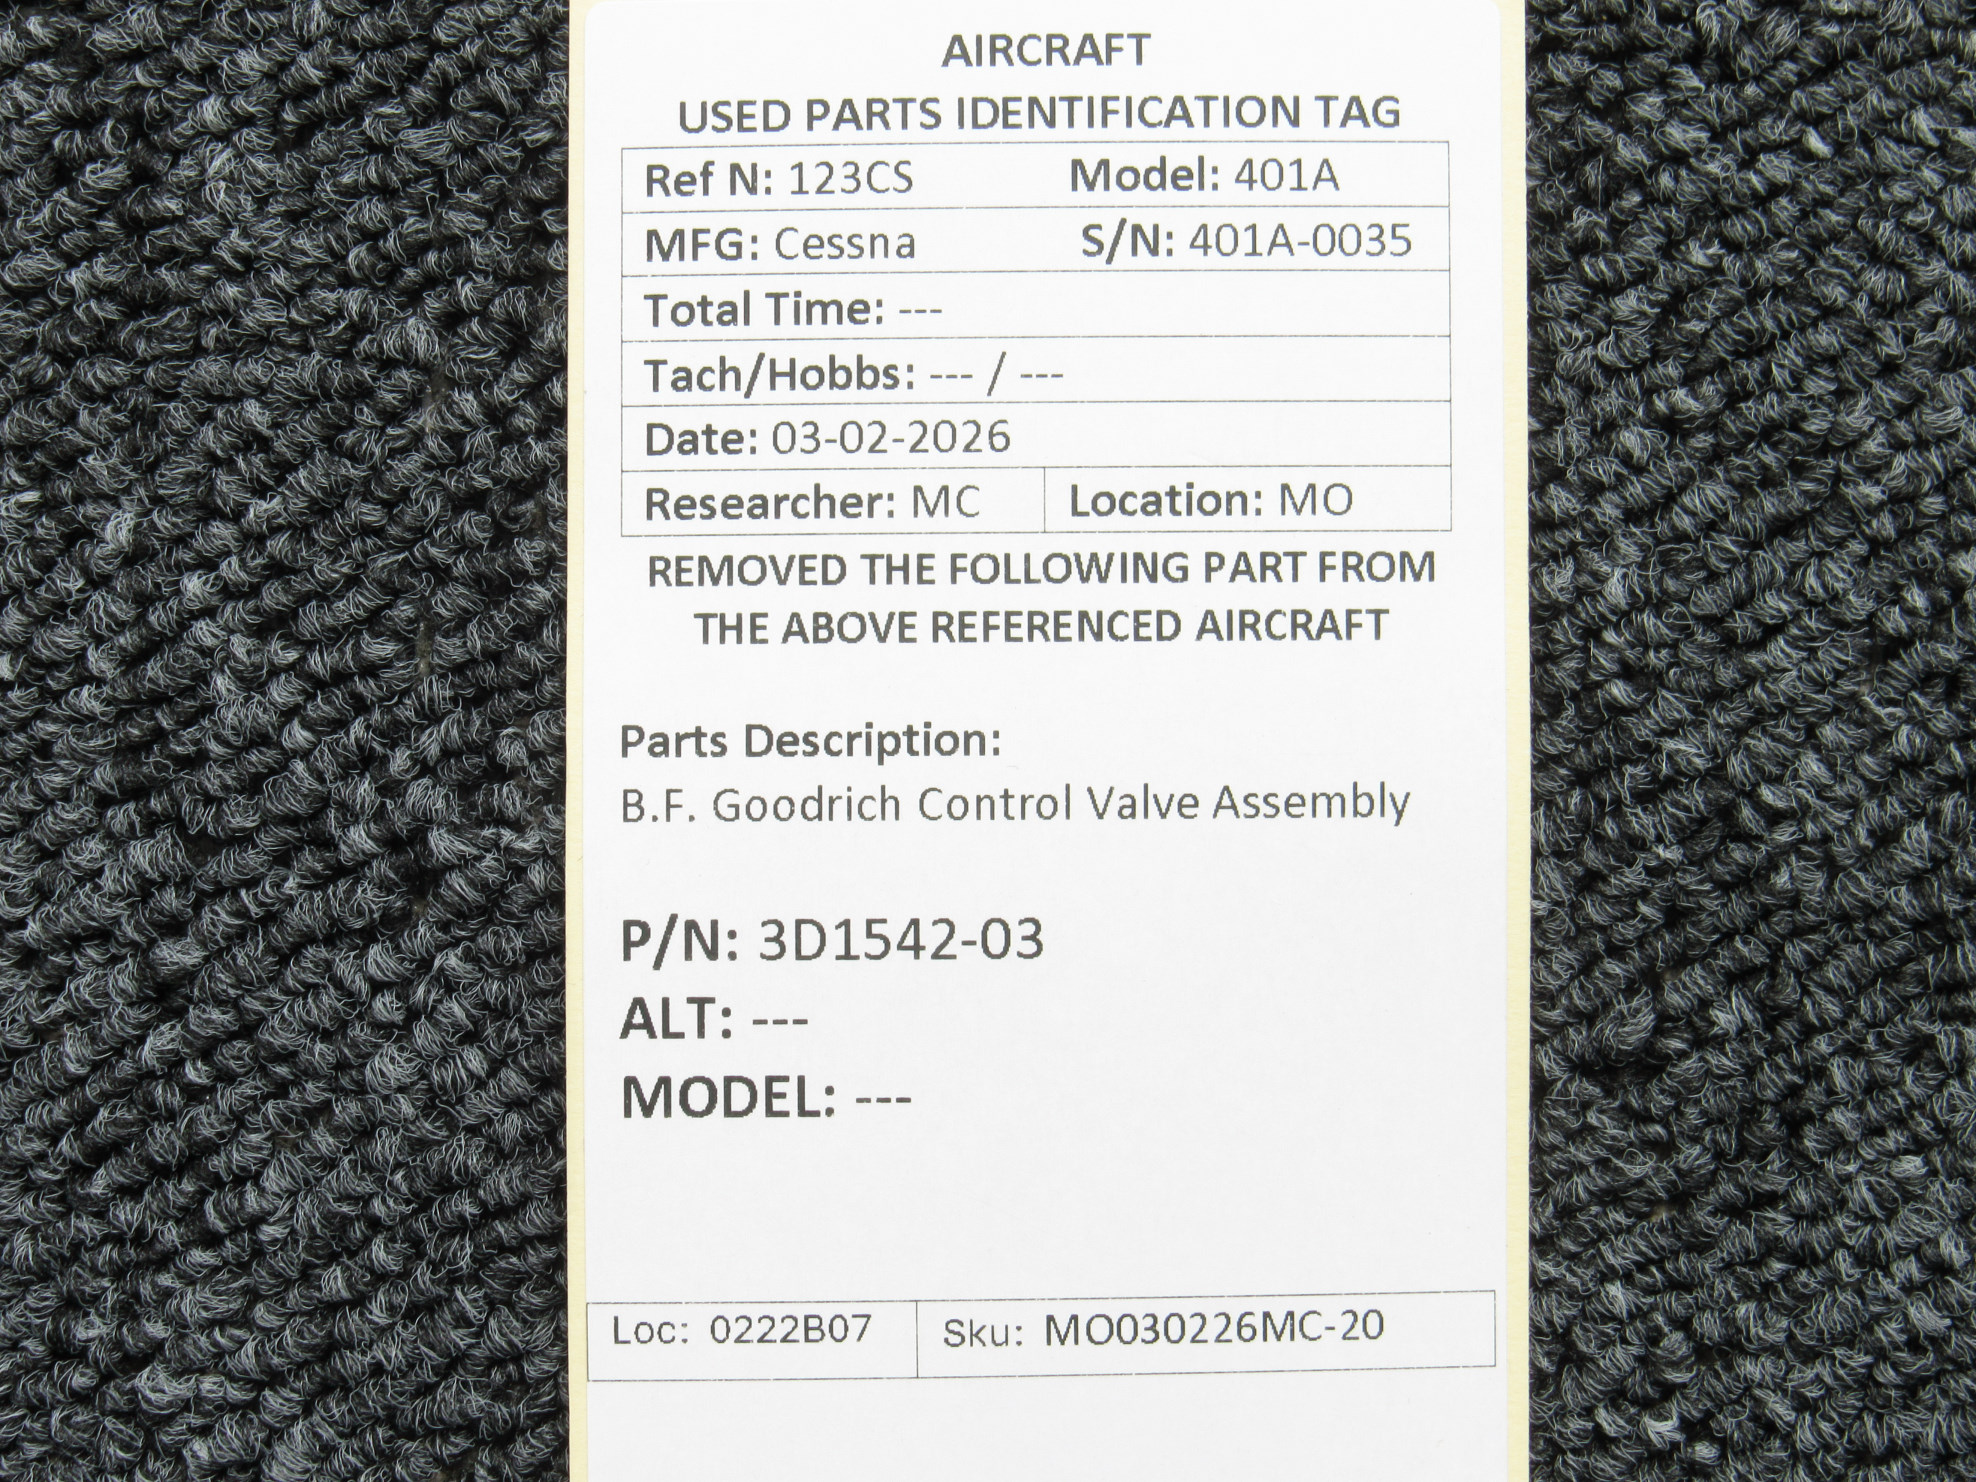 AIRCRAFT
USED PARTS IDENTIFICATION TAG
Ref N: 123CS Model: 401A
MFG: Cessna S/N: 401A-0035
Total Time: ---
Tach/Hobbs: --- / ---
Date: 03-02-2026
Researcher: MC Location: MO
REMOVED THE FOLLOWING PART FROM
THE ABOVE REFERENCED AIRCRAFT
Parts Description:
B.F. Goodrich Control Valve Assembly
P/N: 3D1542-03
ALT: ---
MODEL: ---
Loc: 0222B07 Sku: MO030226MC-20